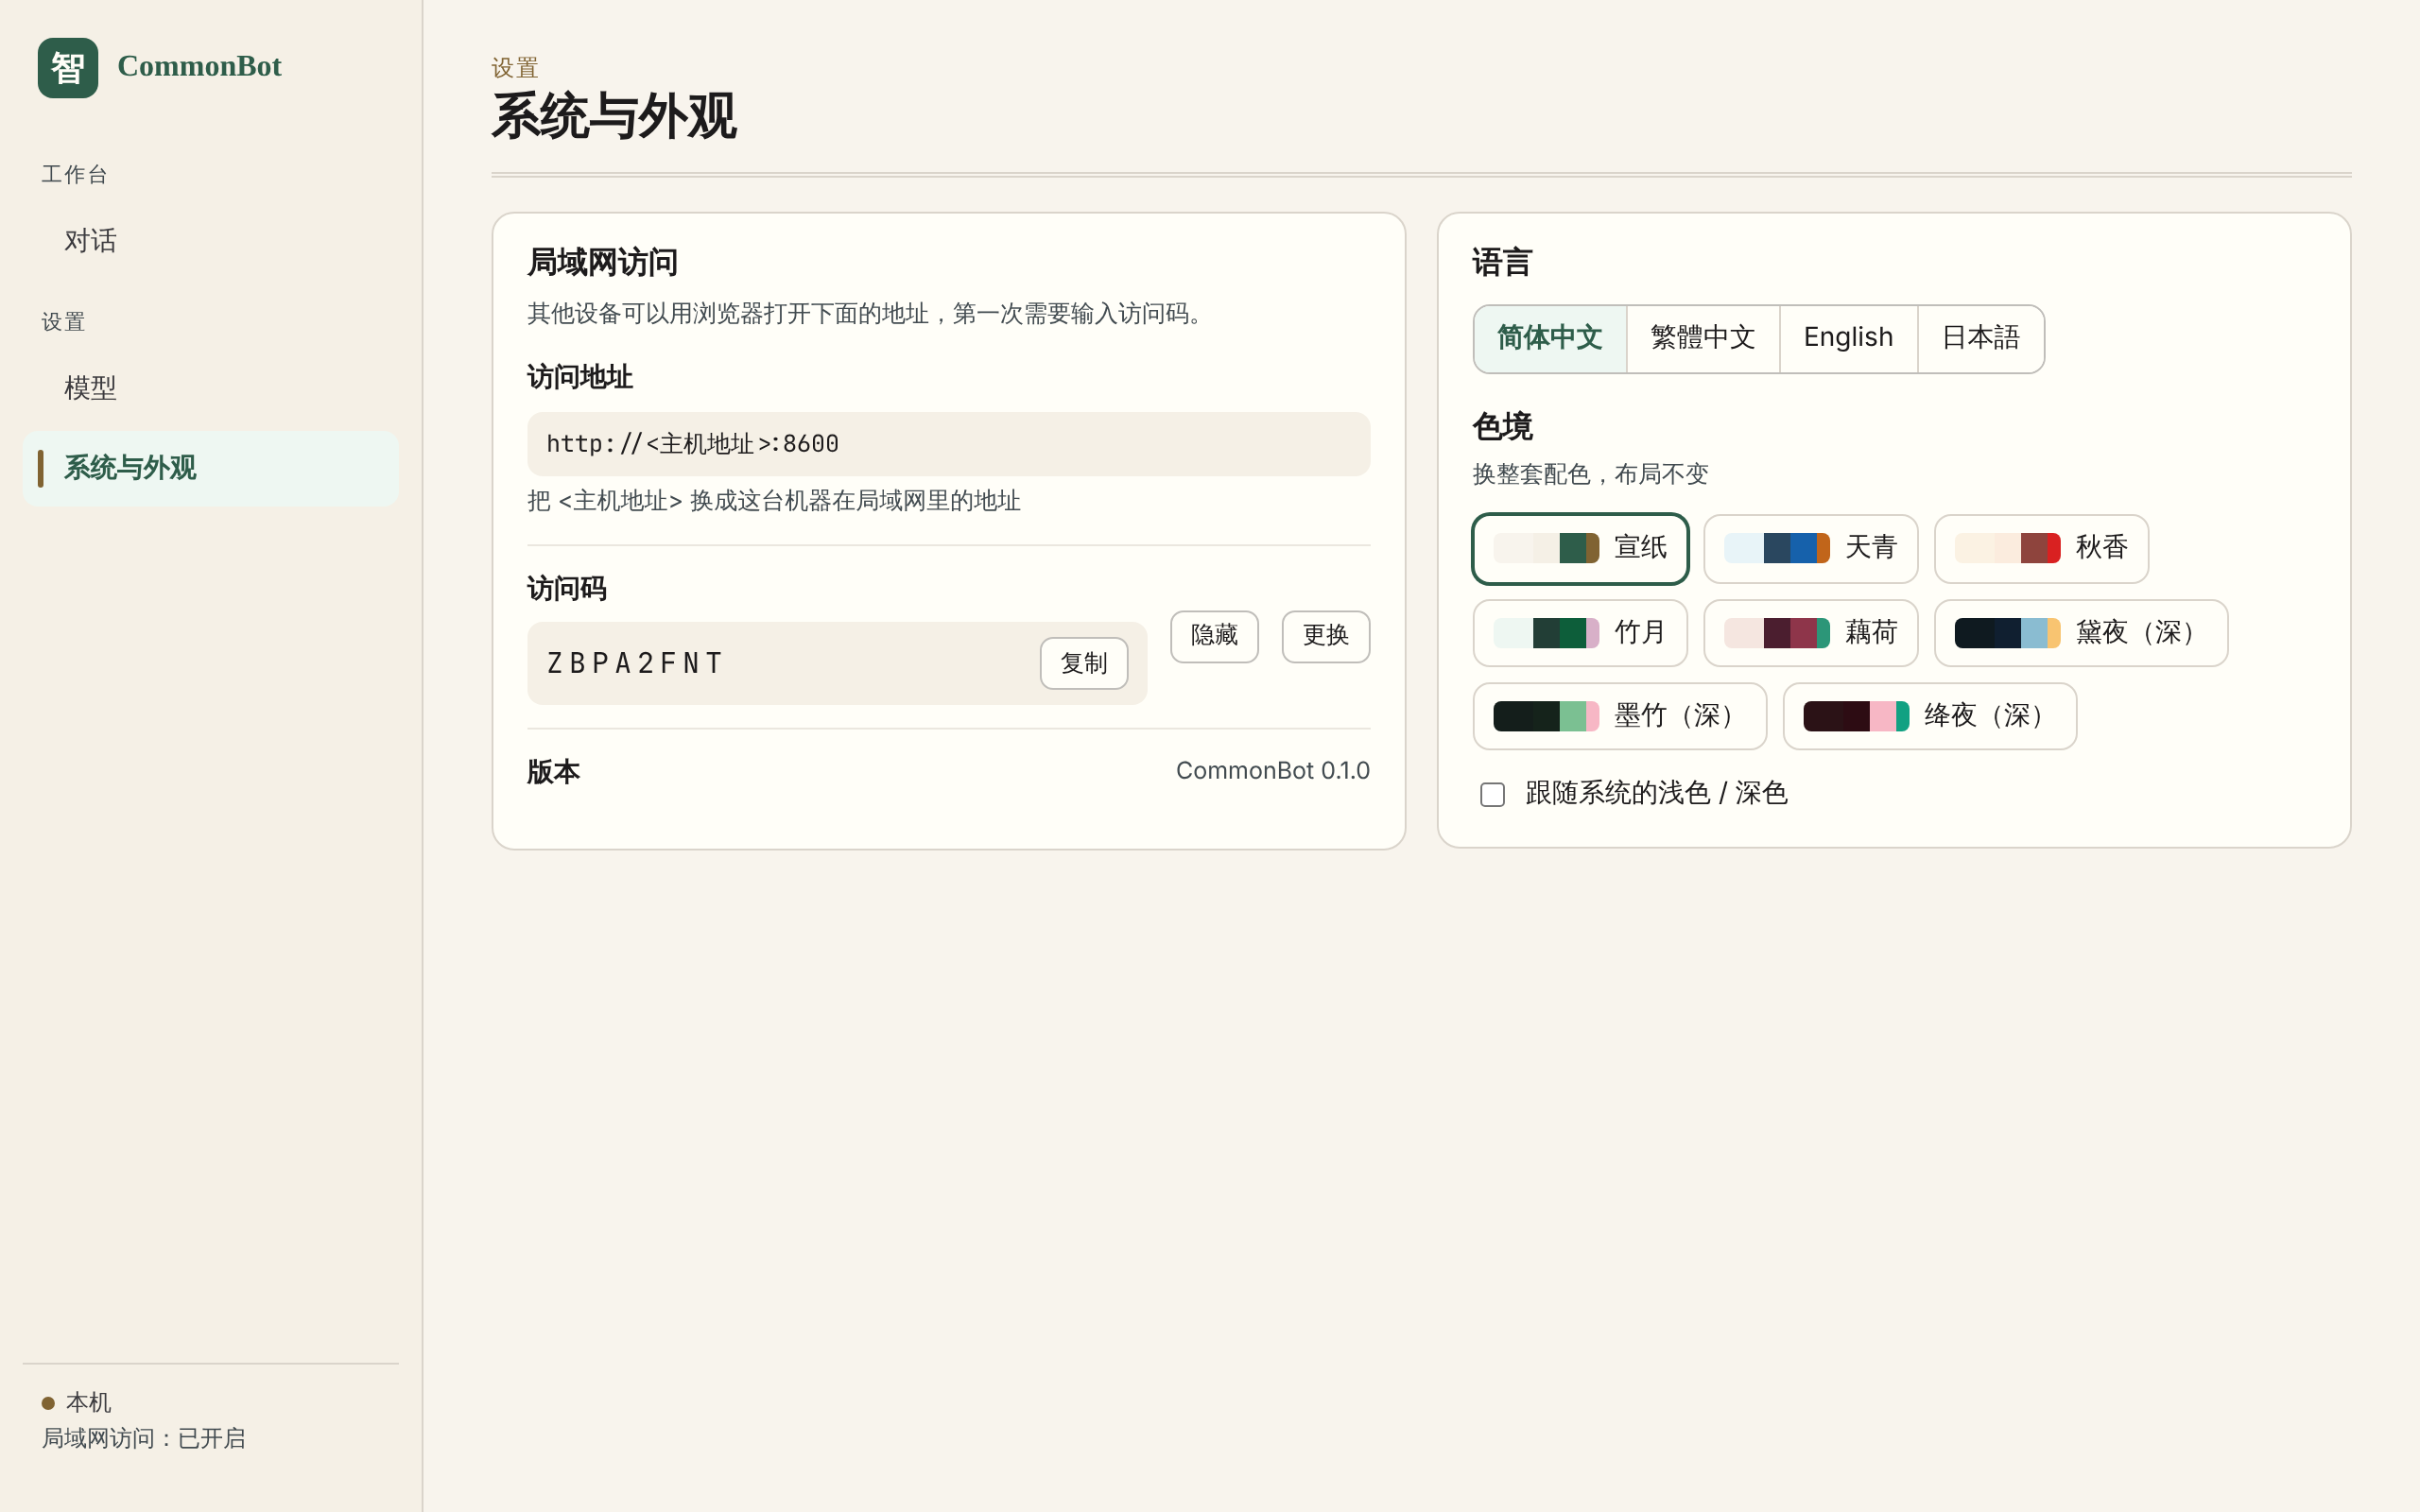 智 CommonBot
工作台
对话
设置
模型
系统与外观
本机
局域网访问：已开启
设置
系统与外观
局域网访问
其他设备可以用浏览器打开下面的地址，第一次需要输入访问码。
访问地址
http://<主机地址>:8600
把 <主机地址> 换成这台机器在局域网里的地址
访问码
ZBPA2FNT 复制 隐藏 更换
版本 CommonBot 0.1.0
语言
简体中文 繁體中文 English 日本語
色境
换整套配色，布局不变
宣纸 天青 秋香
竹月 藕荷 黛夜（深）
墨竹（深） 绛夜（深）
跟随系统的浅色 / 深色